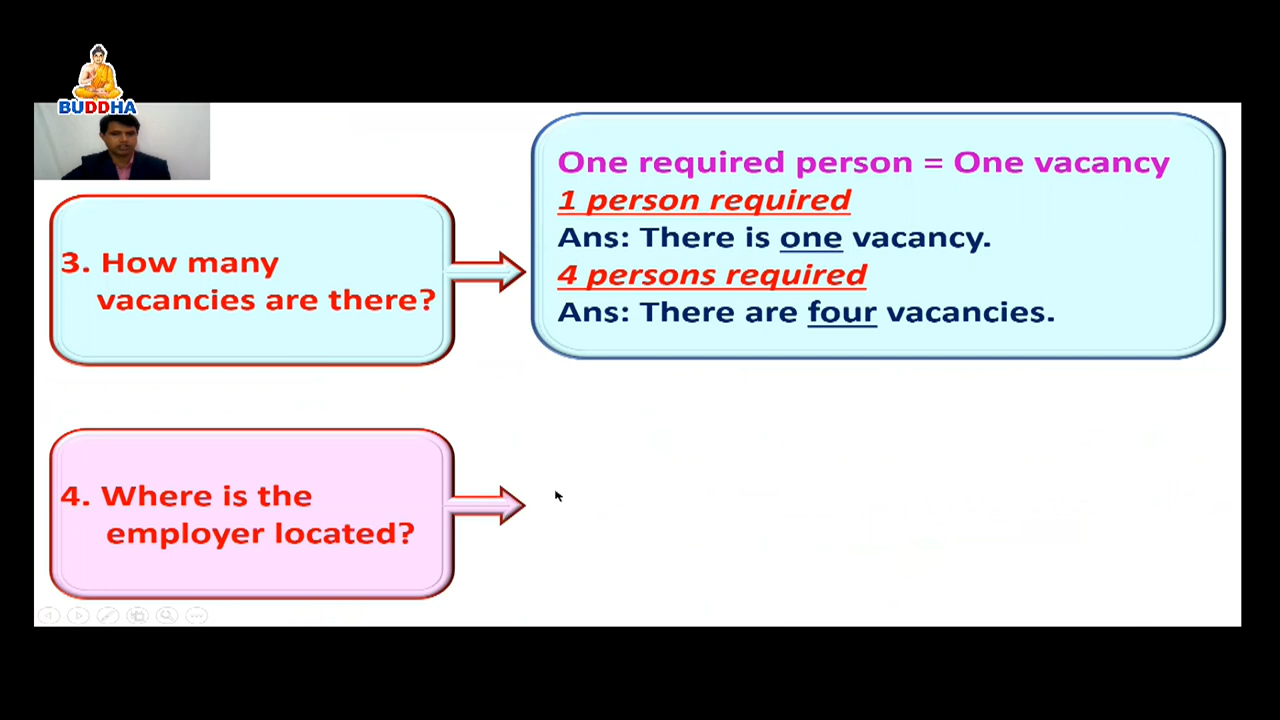 BUDDHA
One required person = One vacancy
1 person required
Ans: There is one vacancy.
4 persons required
Ans: There are four vacancies.
3. How many
vacancies are there?
4. Where is the
employer located?